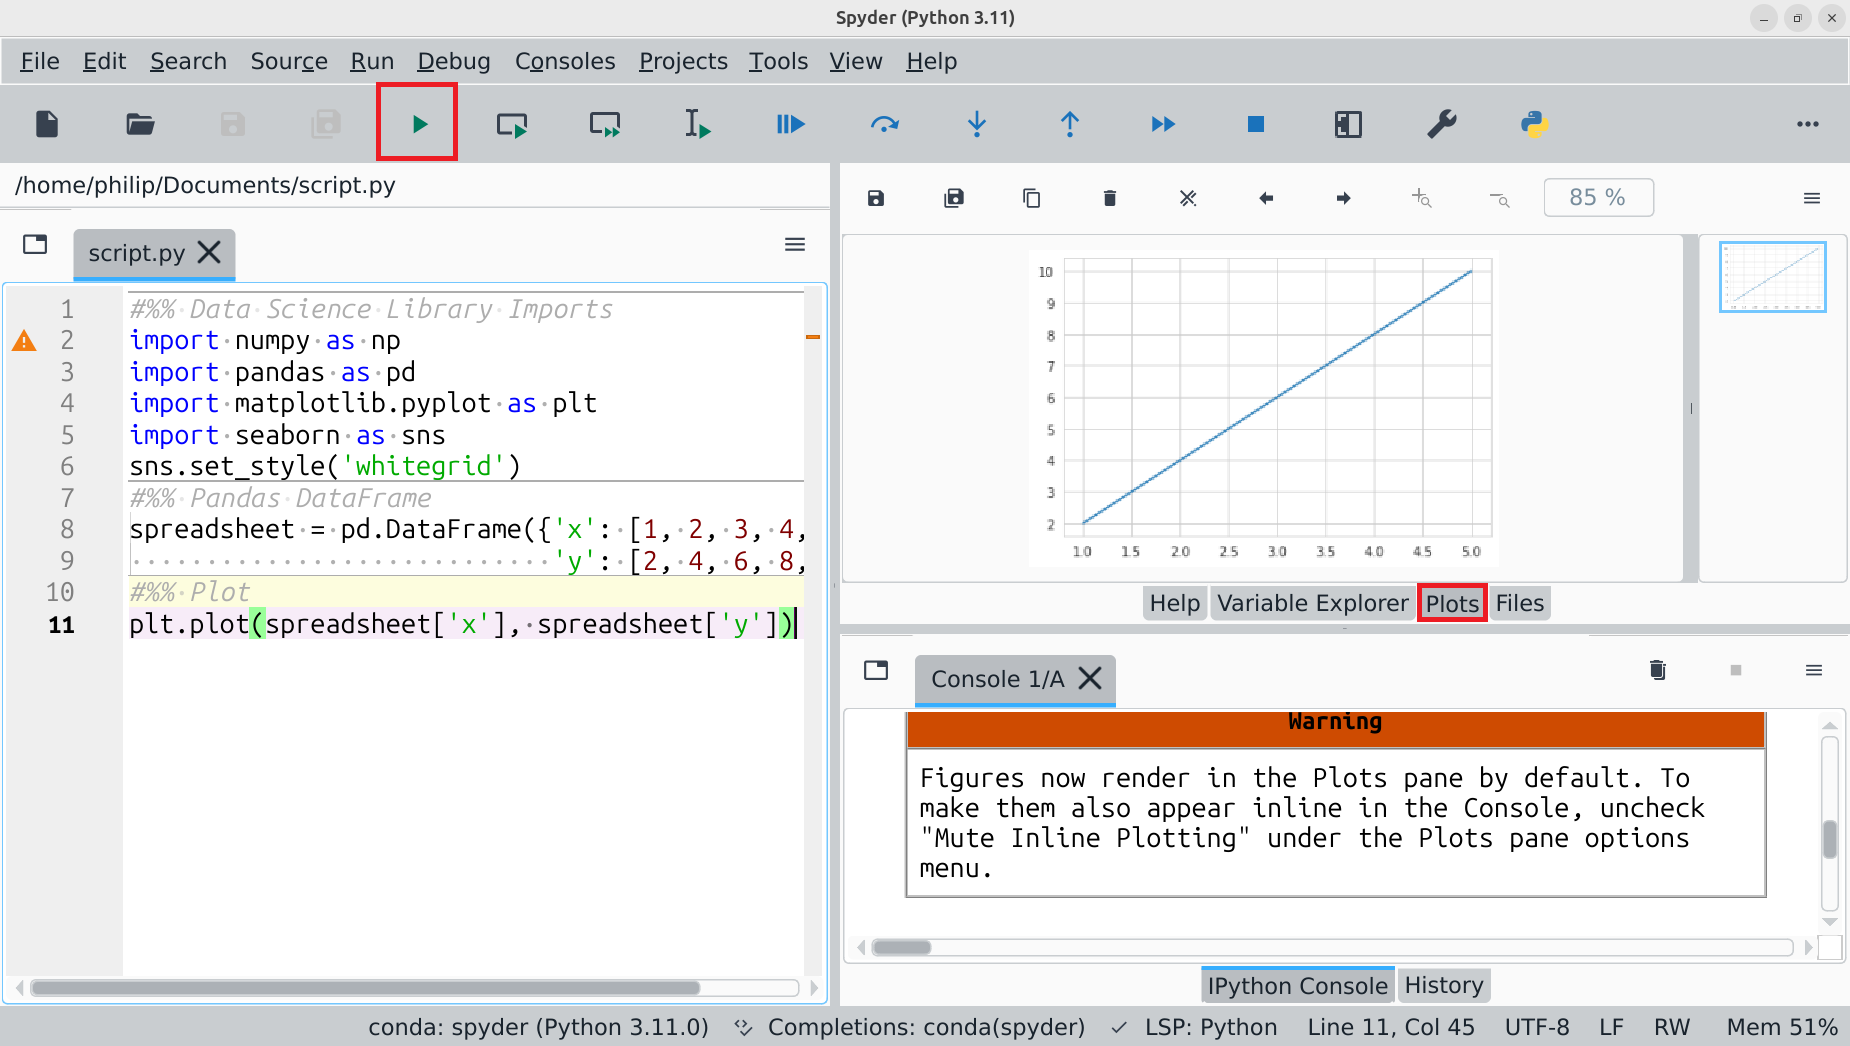 Spyder (Python 3.11)
File Edit Search Source Run Debug Consoles Projects Tools View Help
/home/philip/Documents/script.py
script.py
1 #%% Data Science Library Imports
2 import numpy as np
3 import pandas as pd
4 import matplotlib.pyplot as plt
5 import seaborn as sns
6 sns.set_style('whitegrid')
7 #%% Pandas DataFrame
8 spreadsheet = pd.DataFrame({'x': [1, 2, 3, 4,
9 'y': [2, 4, 6, 8,
10 #%% Plot
11 plt.plot(spreadsheet['x'], spreadsheet['y'])
85 %
10
9
8
7
6
5
4
3
2
1.0 1.5 2.0 2.5 3.0 3.5 4.0 4.5 5.0
Help Variable Explorer Plots Files
Console 1/A
Warning
Figures now render in the Plots pane by default. To
make them also appear inline in the Console, uncheck
"Mute Inline Plotting" under the Plots pane options
menu.
IPython Console History
conda: spyder (Python 3.11.0) Completions: conda(spyder) LSP: Python Line 11, Col 45 UTF-8 LF RW Mem 51%